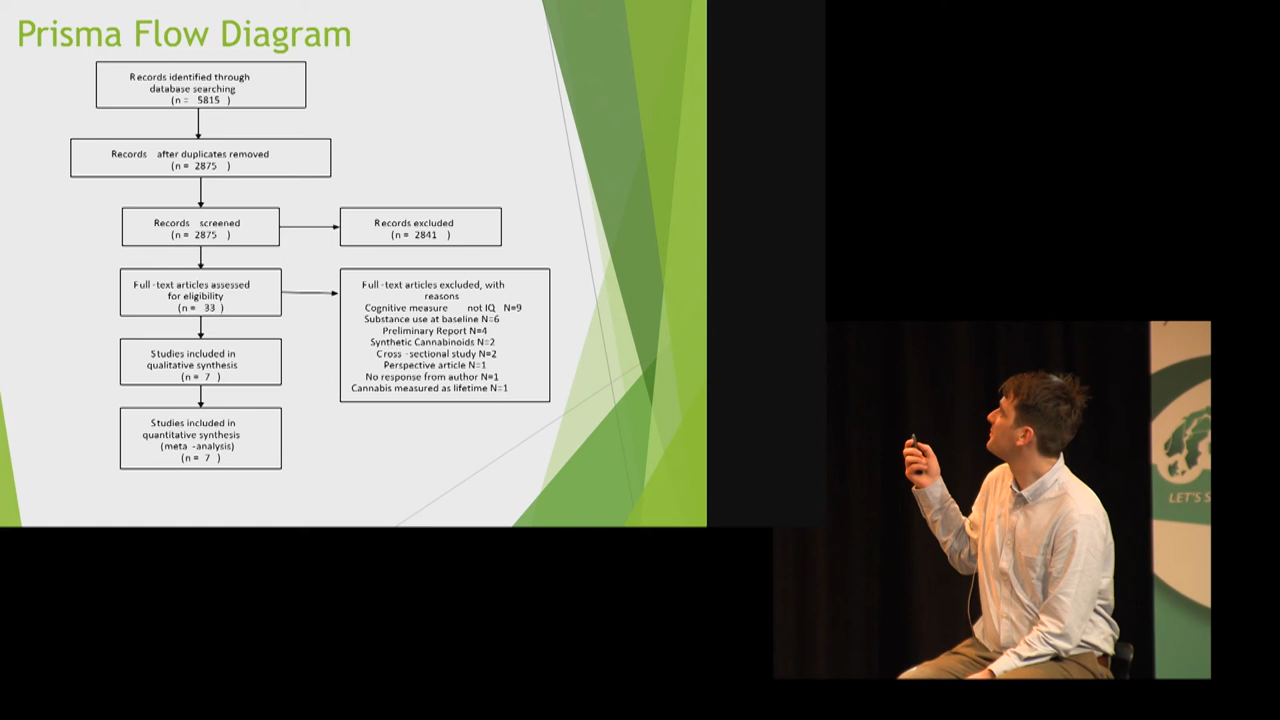 Prisma Flow Diagram
Records identified through
database searching
(n = 5815 )
Records after duplicates removed
(n = 2875 )
Records screened
(n = 2875 )
Records excluded
(n = 2841 )
Full -text articles assessed
for eligibility
(n = 33 )
Full -text articles excluded, with
reasons
Cognitive measure not IQ N=9
Substance use at baseline N=6
Preliminary Report N=4
Synthetic Cannabinoids N=2
Cross -sectional study N=2
Perspective article N=1
No response from author N=1
Cannabis measured as lifetime N=1
Studies included in
qualitative synthesis
(n = 7 )
Studies included in
quantitative synthesis
(meta -analysis)
(n = 7 )
LET'S S